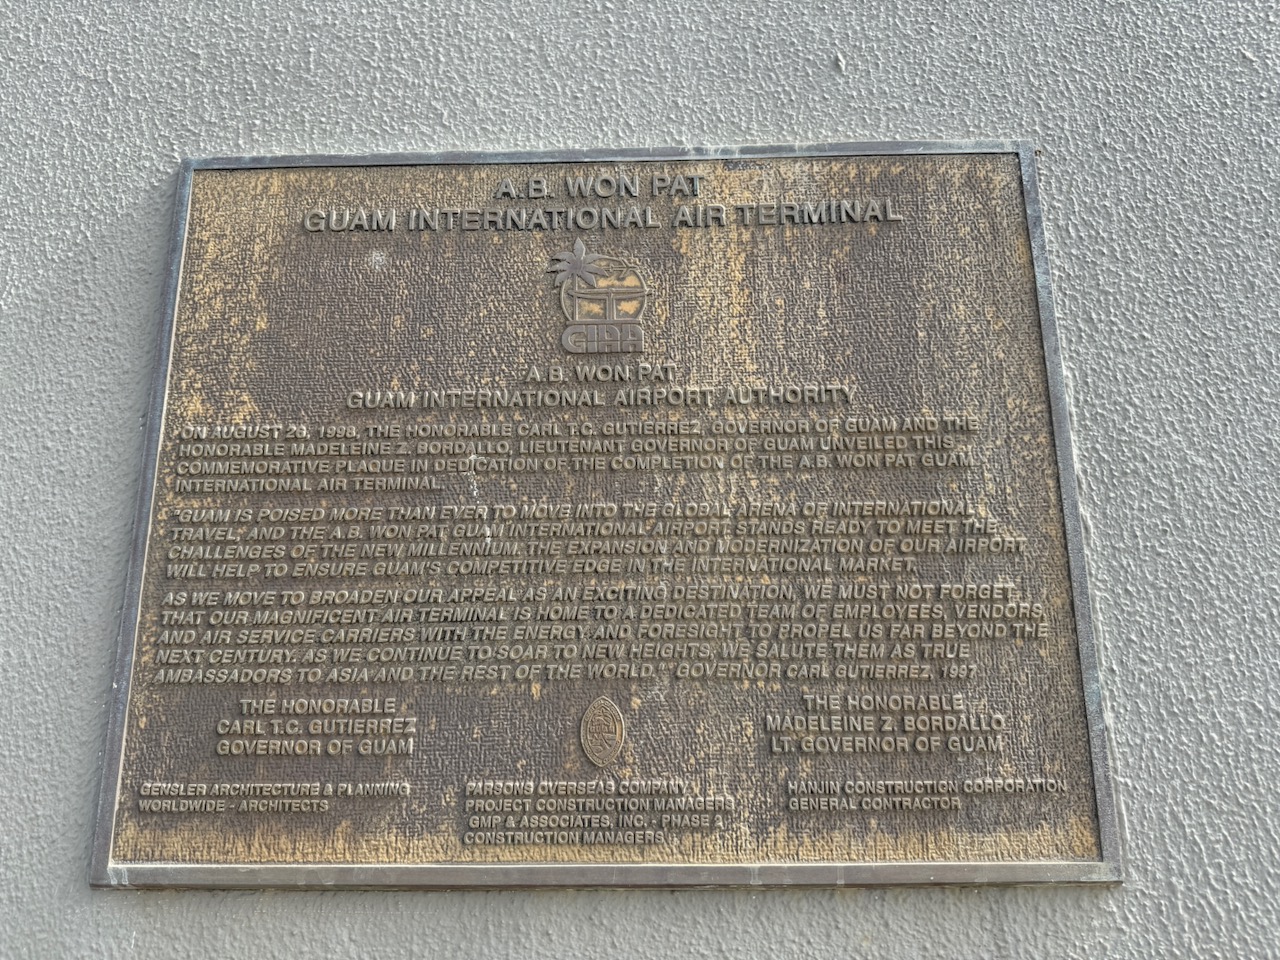 A.B. WON PAT
GUAM INTERNATIONAL AIR TERMINAL
GIAA
A.B. WON PAT
GUAM INTERNATIONAL AIRPORT AUTHORITY
ON AUGUST 28, 1998, THE HONORABLE CARL T.C. GUTIERREZ, GOVERNOR OF GUAM AND THE
HONORABLE MADELEINE Z. BORDALLO, LIEUTENANT GOVERNOR OF GUAM UNVEILED THIS
COMMEMORATIVE PLAQUE IN DEDICATION OF THE COMPLETION OF THE A.B. WON PAT GUAM
INTERNATIONAL AIR TERMINAL.
"GUAM IS POISED MORE THAN EVER TO MOVE INTO THE GLOBAL ARENA OF INTERNATIONAL
TRAVEL, AND THE A.B. WON PAT, GUAM INTERNATIONAL AIRPORT STANDS READY TO MEET THE
CHALLENGES OF THE NEW MILLENNIUM. THE EXPANSION AND MODERNIZATION OF OUR AIRPORT
WILL HELP TO ENSURE GUAM'S COMPETITIVE EDGE IN THE INTERNATIONAL MARKET.
AS WE MOVE TO BROADEN OUR APPEAL AS AN EXCITING DESTINATION, WE MUST NOT FORGET
THAT OUR MAGNIFICENT AIR TERMINAL IS HOME TO A DEDICATED TEAM OF EMPLOYEES, VENDORS
AND AIR SERVICE CARRIERS WITH THE ENERGY AND FORESIGHT TO PROPEL US FAR BEYOND THE
NEXT CENTURY. AS WE CONTINUE TO SOAR TO NEW HEIGHTS, WE SALUTE THEM AS TRUE
AMBASSADORS TO ASIA AND THE REST OF THE WORLD." GOVERNOR CARL GUTIERREZ, 1997
THE HONORABLE
CARL T.C. GUTIERREZ
GOVERNOR OF GUAM
THE HONORABLE
MADELEINE Z. BORDALLO
LT. GOVERNOR OF GUAM
GENSLER ARCHITECTURE & PLANNING
WORLDWIDE - ARCHITECTS
PARSONS OVERSEAS COMPANY
PROJECT CONSTRUCTION MANAGERS
GMP & ASSOCIATES, INC. - PHASE 2
CONSTRUCTION MANAGERS
HANJIN CONSTRUCTION CORPORATION
GENERAL CONTRACTOR